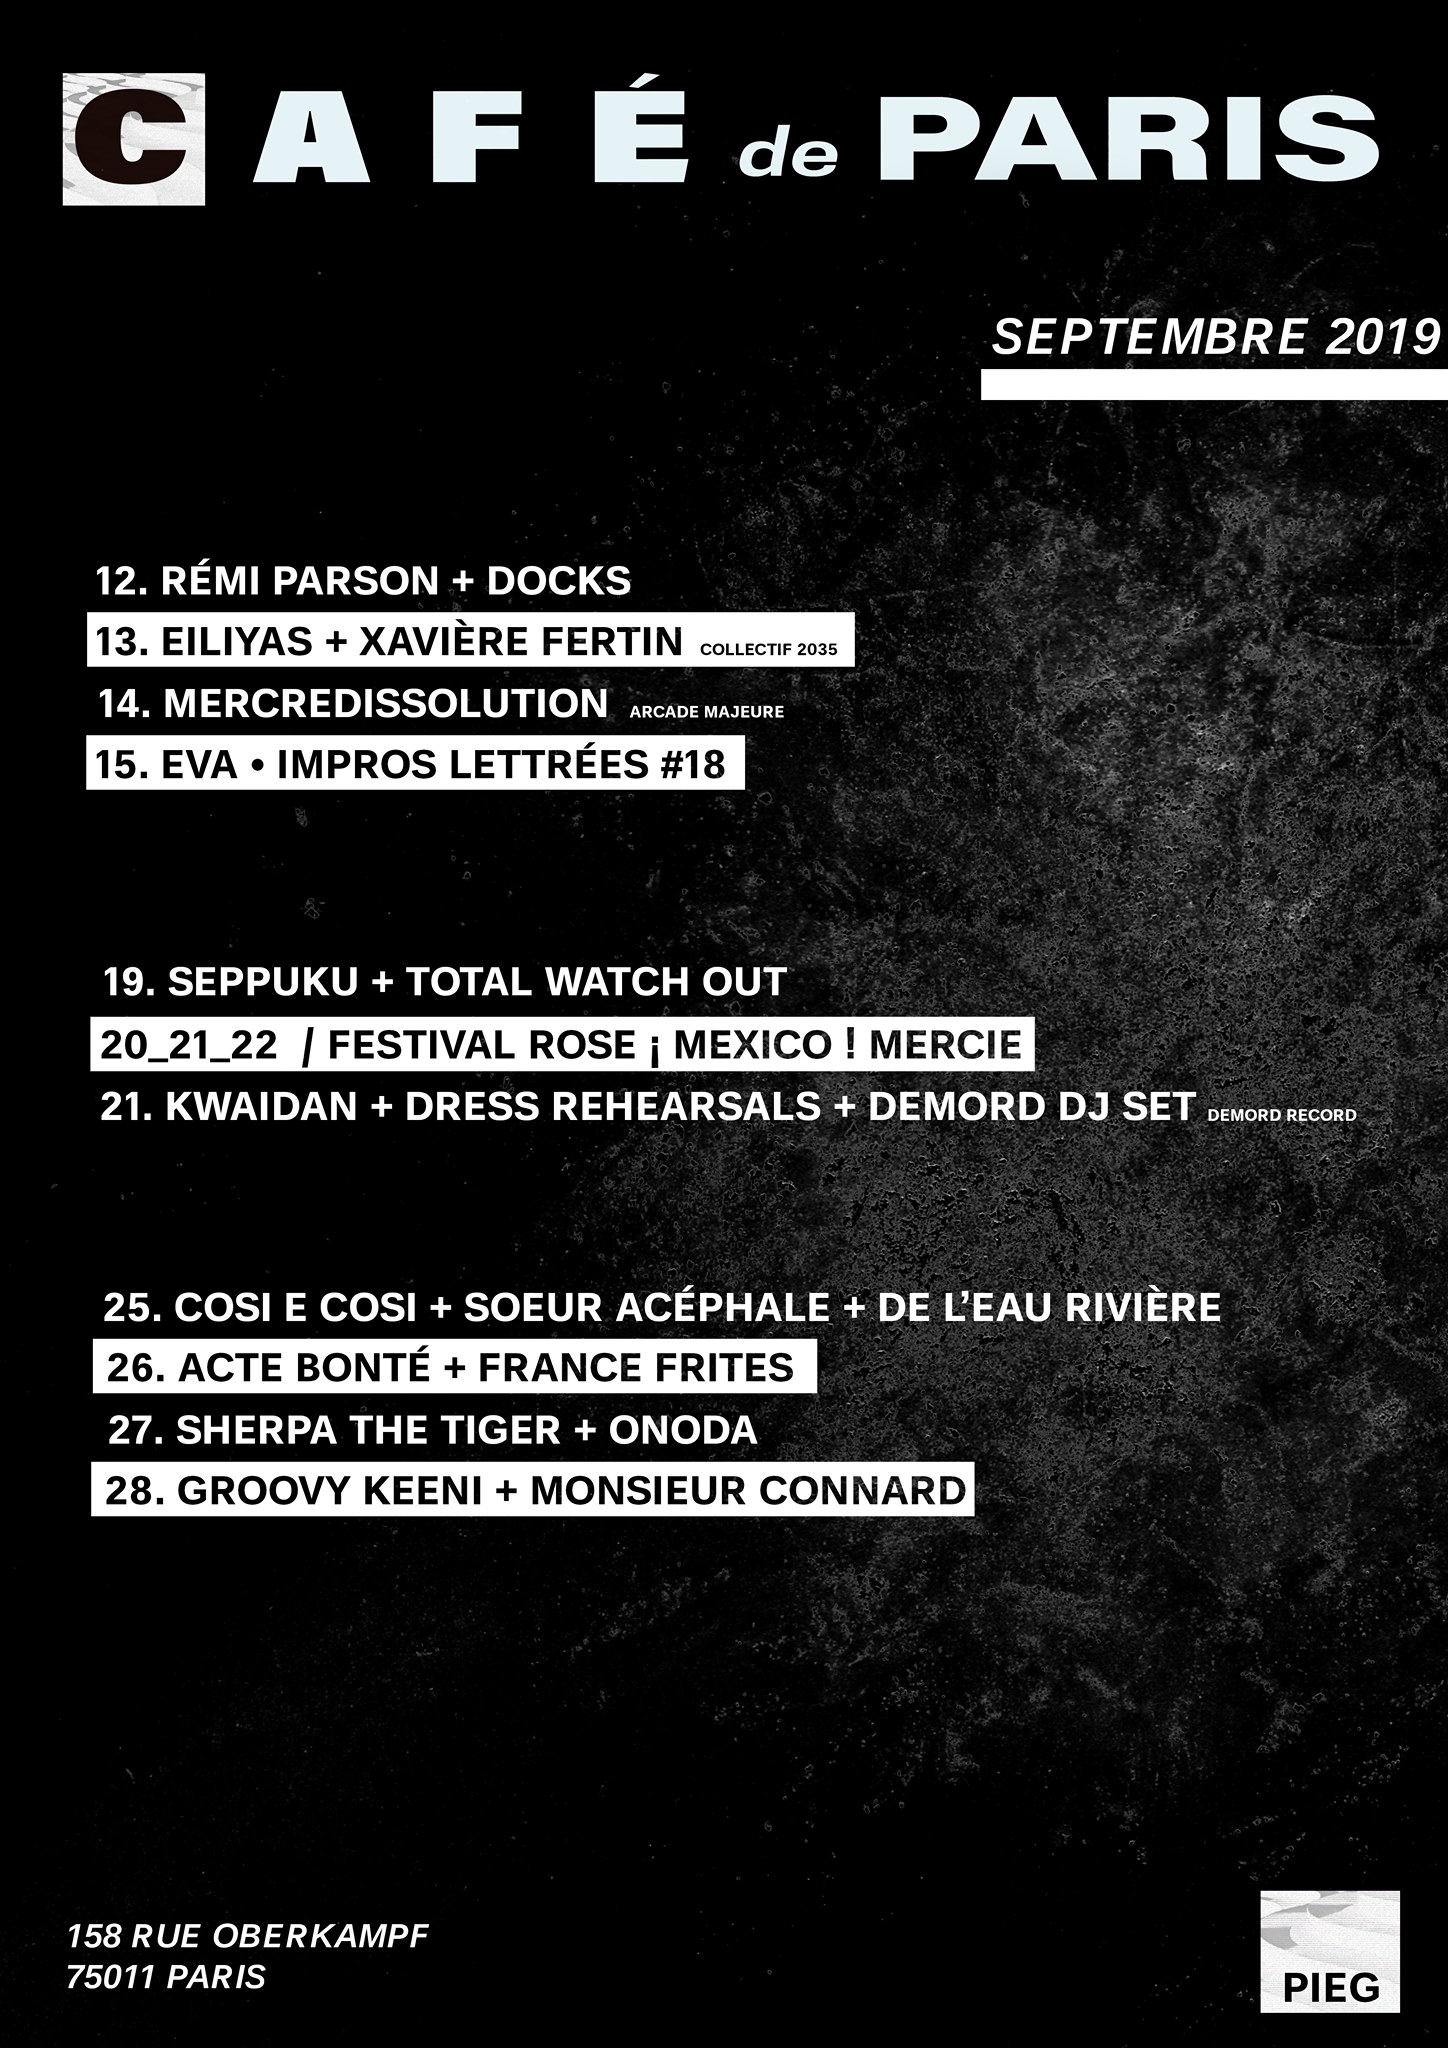 CAFÉ de PARIS
SEPTEMBRE 2019
12. RÉMI PARSON + DOCKS
13. EILIYAS + XAVIÈRE FERTIN COLLECTIF 2035
14. MERCREDISSOLUTION ARCADE MAJEURE
15. EVA • IMPROS LETTRÉES #18
19. SEPPUKU + TOTAL WATCH OUT
20_21_22 / FESTIVAL ROSE ¡ MEXICO ! MERCIE
21. KWAIDAN + DRESS REHEARSALS + DEMORD DJ SET DEMORD RECORD
25. COSI E COSI + SOEUR ACÉPHALE + DE L'EAU RIVIÈRE
26. ACTE BONTÉ + FRANCE FRITES
27. SHERPA THE TIGER + ONODA
28. GROOVY KEENI + MONSIEUR CONNARD
158 RUE OBERKAMPF
75011 PARIS
PIEG